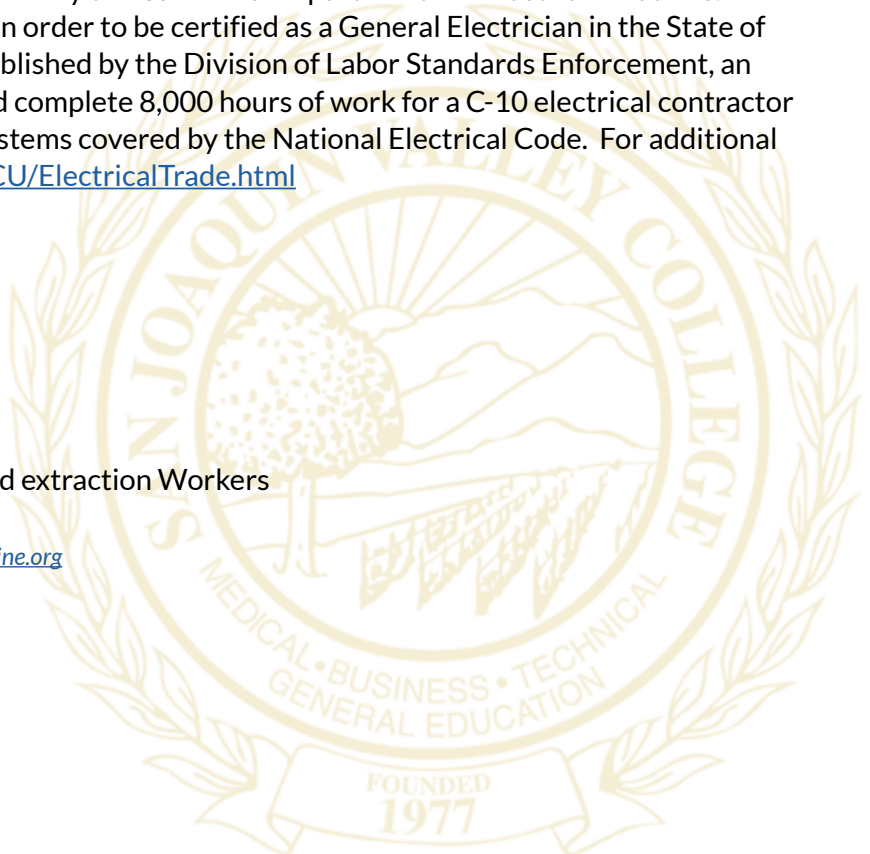 n order to be certified as a General Electrician in the State of
blished by the Division of Labor Standards Enforcement, an
d complete 8,000 hours of work for a C-10 electrical contractor
stems covered by the National Electrical Code. For additional
CU/ElectricalTrade.html
SAN JOAQUIN VALLEY COLLEGE
d extraction Workers
ine.org
MEDICAL • BUSINESS • TECHNICAL
GENERAL EDUCATION
FOUNDED
1977